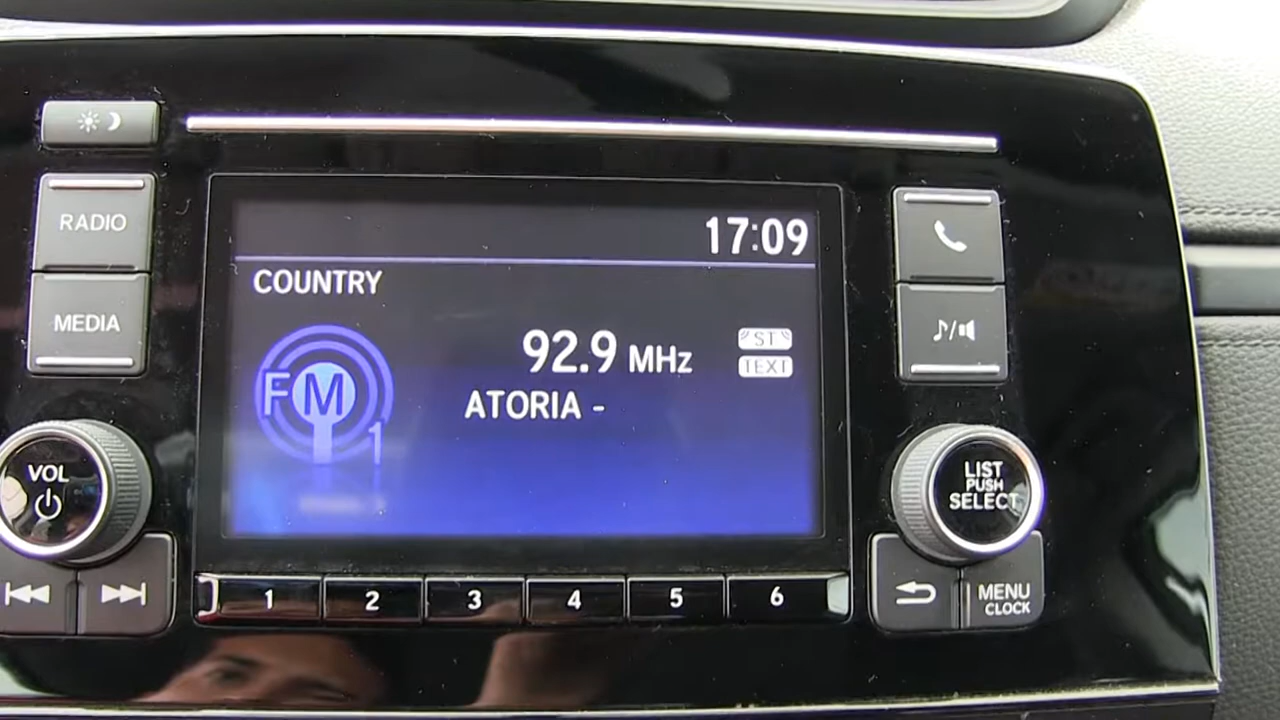 17:09
RADIO
COUNTRY
MEDIA
92.9 MHz
ST
TEXT
FM
1
ATORIA -
VOL
LIST
PUSH
SELECT
1 2 3 4 5 6
MENU
CLOCK